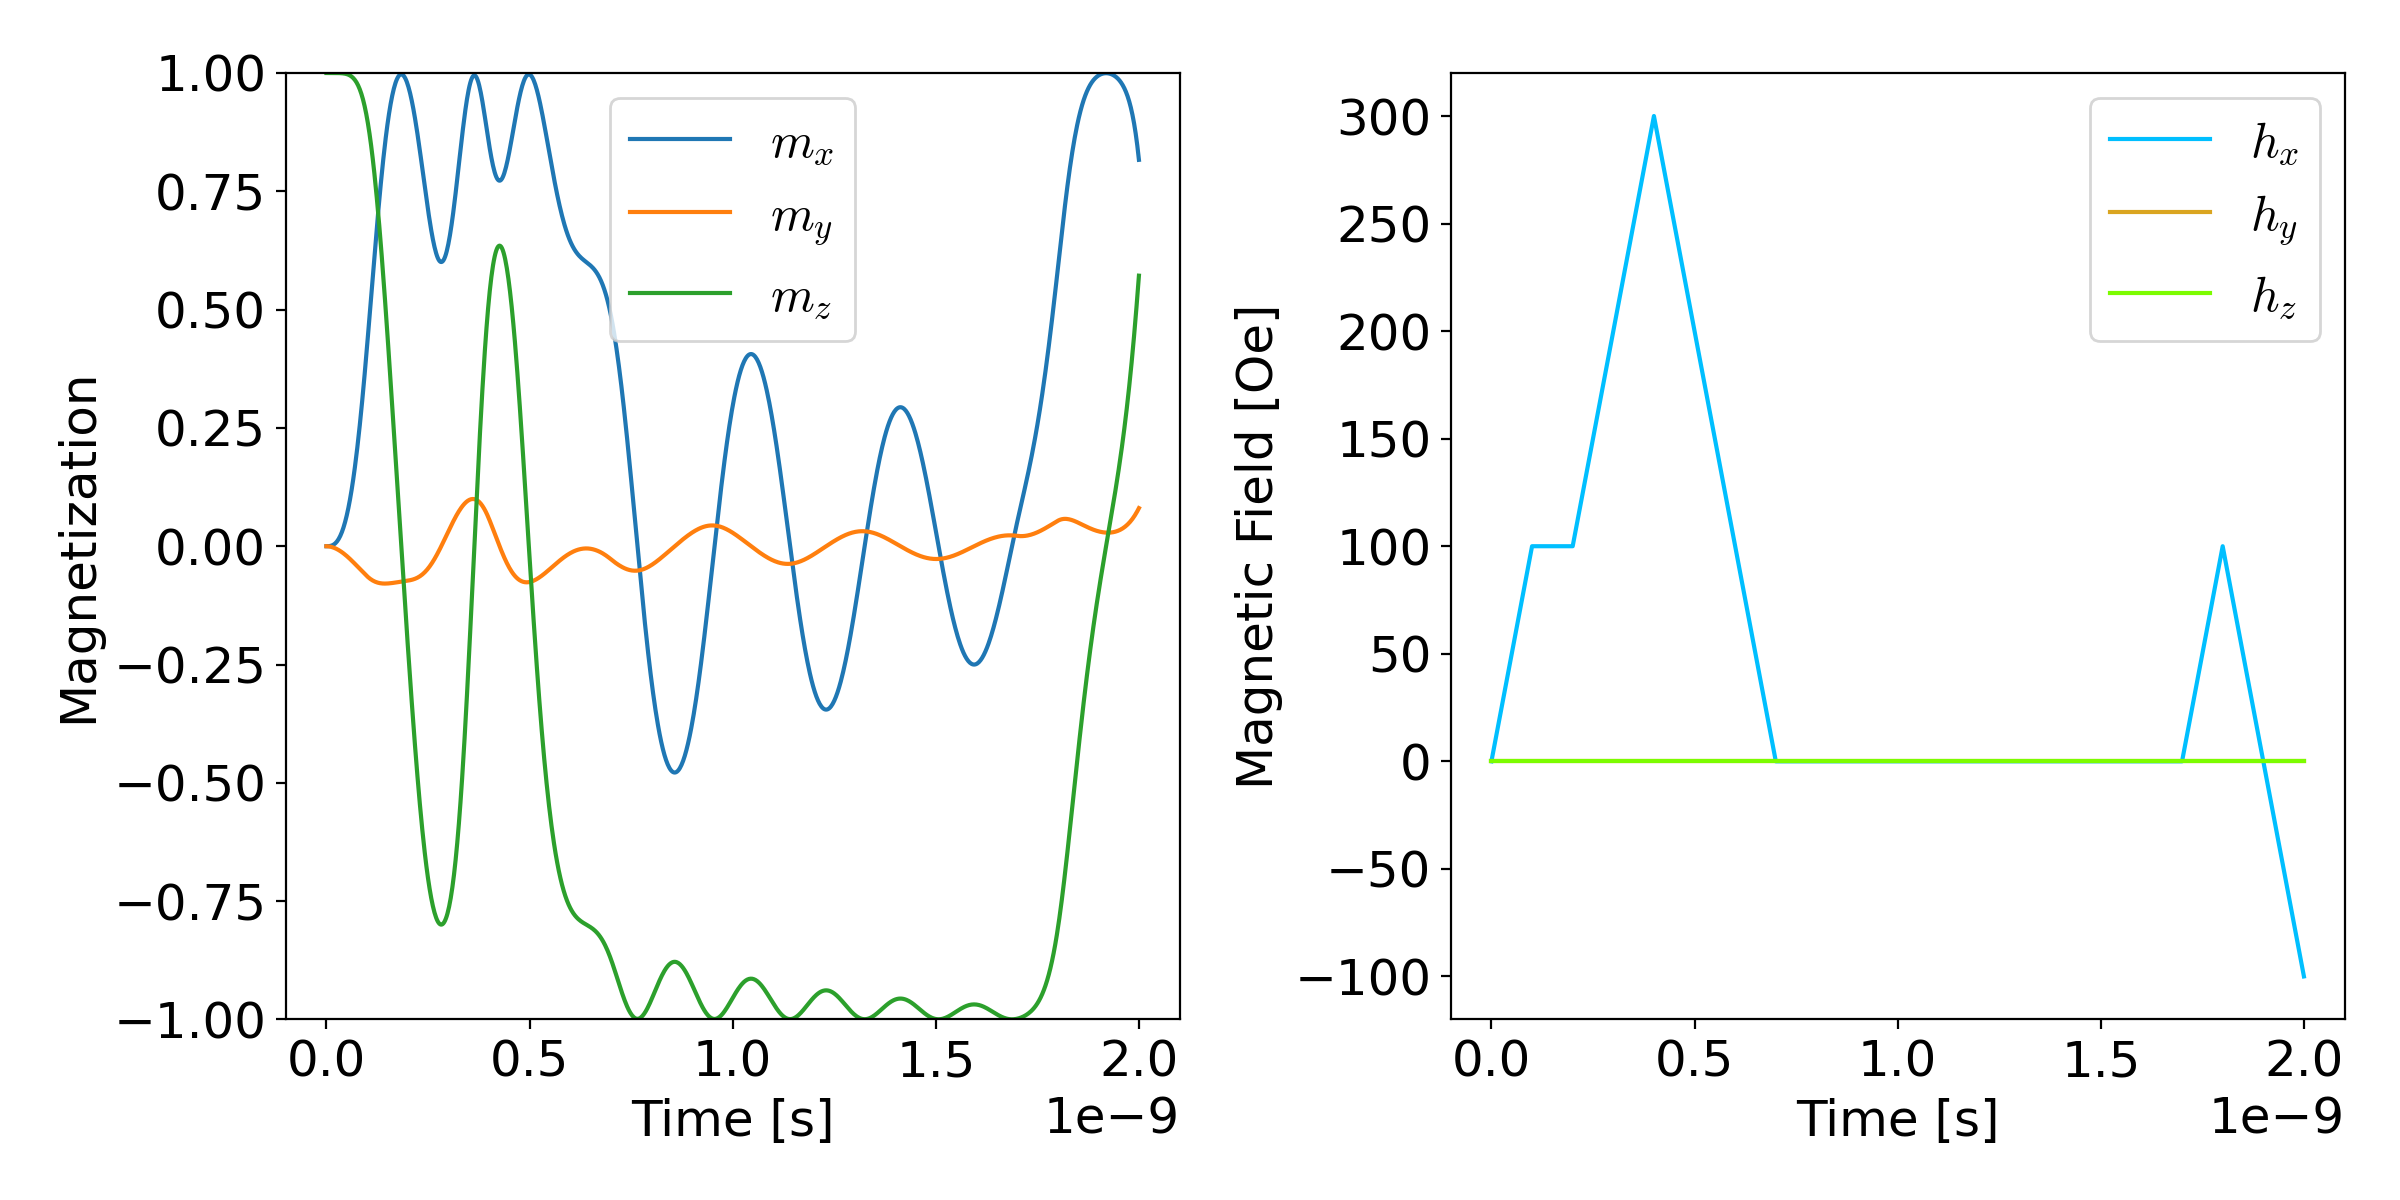 Magnetization
1.00
0.75
0.50
0.25
0.00
−0.25
−0.50
−0.75
−1.00
m_x
m_y
m_z
0.0 0.5 1.0 1.5 2.0
Time [s]
1e−9
Magnetic Field [Oe]
300
250
200
150
100
50
0
−50
−100
h_x
h_y
h_z
0.0 0.5 1.0 1.5 2.0
Time [s]
1e−9